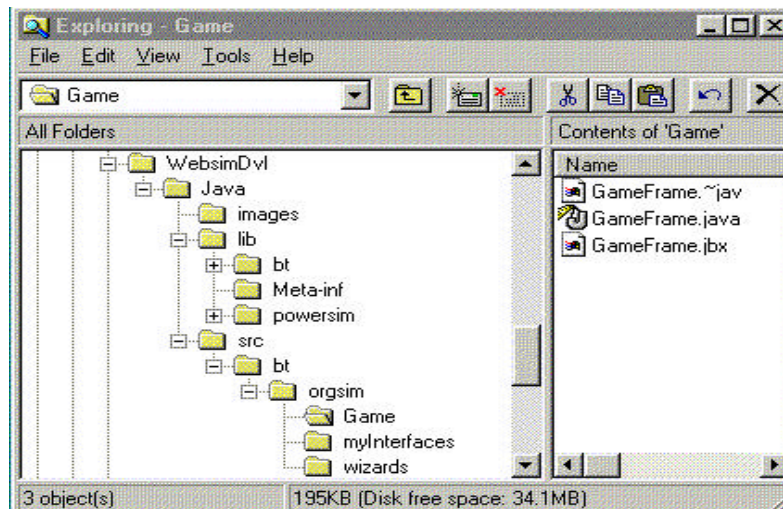 Exploring - Game
File Edit View Tools Help
Game
All Folders
Contents of 'Game'
WebsimDvl
Java
images
lib
bt
Meta-inf
powersim
src
bt
orgsim
Game
myInterfaces
wizards
Name
GameFrame.~jav
GameFrame.java
GameFrame.jbx
3 object(s)
195KB (Disk free space: 34.1MB)